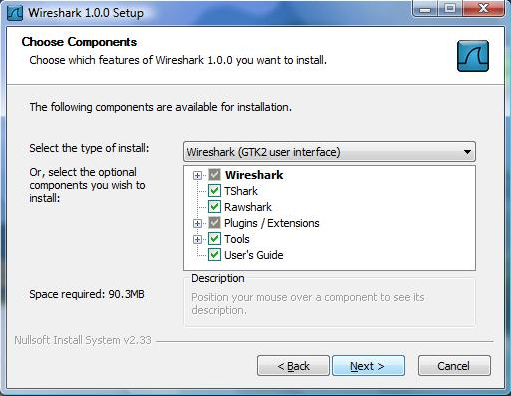 Wireshark 1.0.0 Setup
Choose Components
Choose which features of Wireshark 1.0.0 you want to install.
The following components are available for installation.
Select the type of install:
Wireshark (GTK2 user interface)
Or, select the optional
components you wish to
install:
Wireshark
TShark
Rawshark
Plugins / Extensions
Tools
User's Guide
Space required: 90.3MB
Description
Position your mouse over a component to see its
description.
Nullsoft Install System v2.33
< Back
Next >
Cancel